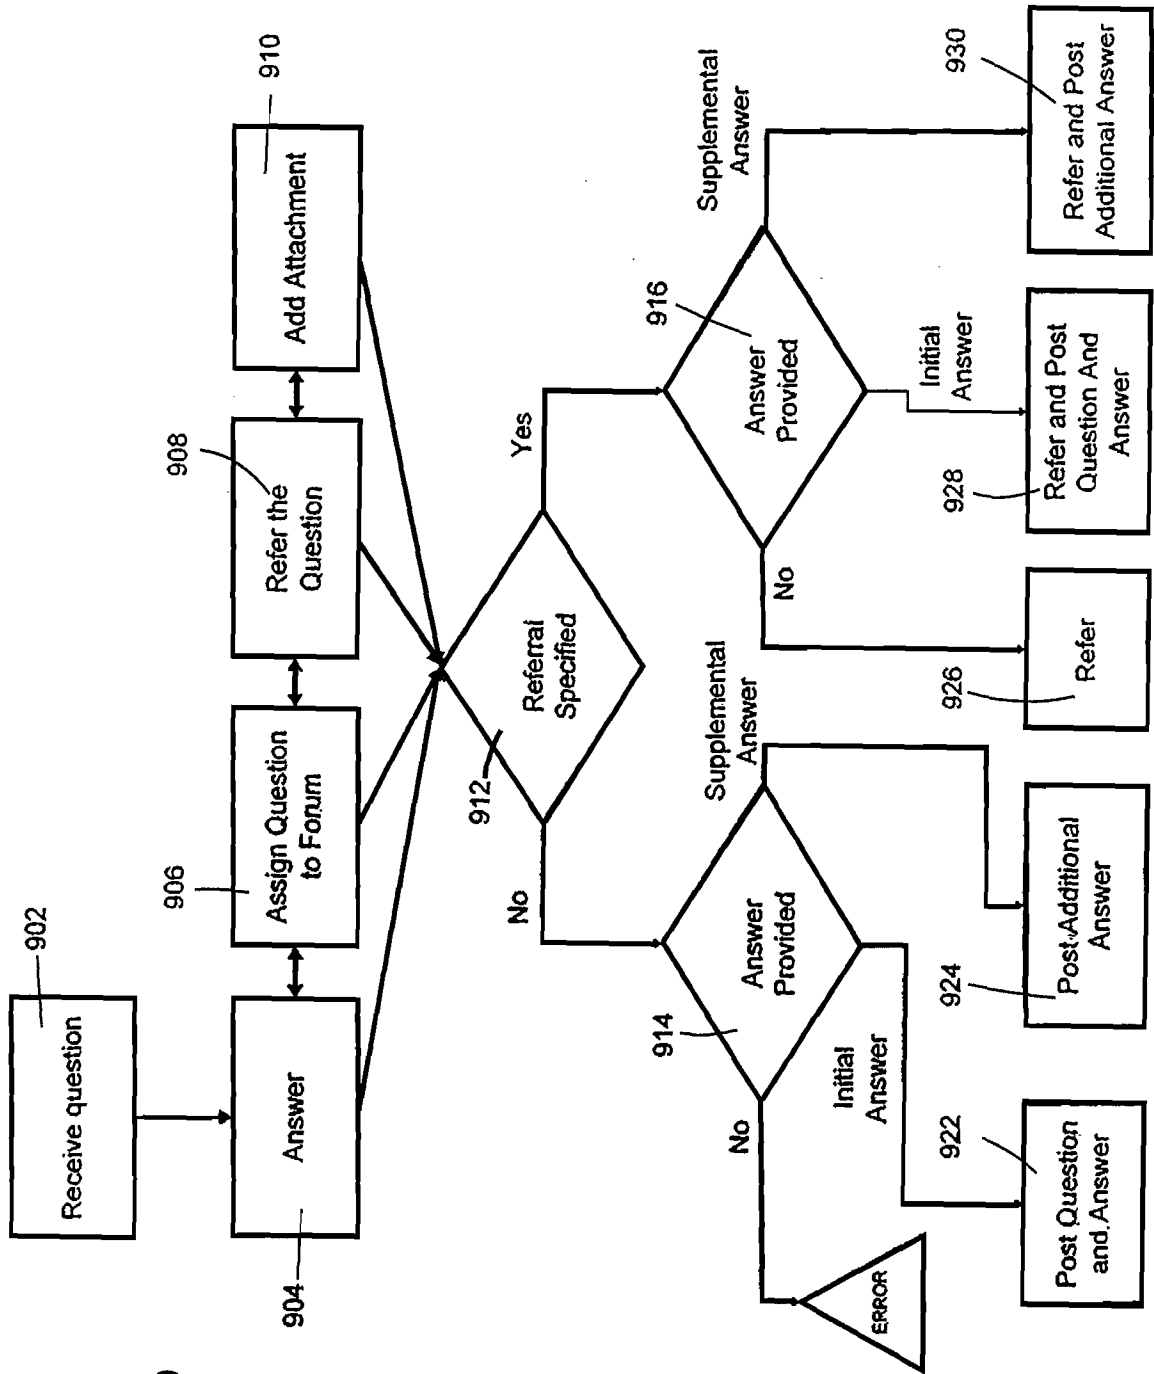 902
Receive question
904
Answer
906
Assign Question
to Forum
908
Refer the
Question
910
Add Attachment
912
Referral
Specified
No
Yes
914
Answer
Provided
916
Answer
Provided
No
Initial
Answer
Supplemental
Answer
No
Initial
Answer
Supplemental
Answer
ERROR
922
Post Question
and Answer
924
Post Additional
Answer
926
Refer
928
Refer and Post
Question And
Answer
930
Refer and Post
Additional Answer